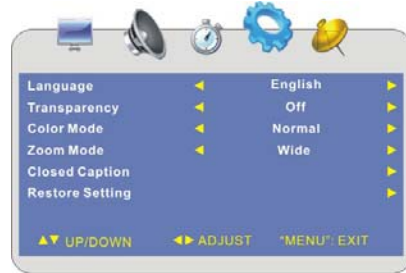 Language ◀ English ▶
Transparency ◀ Off ▶
Color Mode ◀ Normal ▶
Zoom Mode ◀ Wide ▶
Closed Caption ▶
Restore Setting ▶
▲▼ UP/DOWN ◀▶ ADJUST "MENU": EXIT